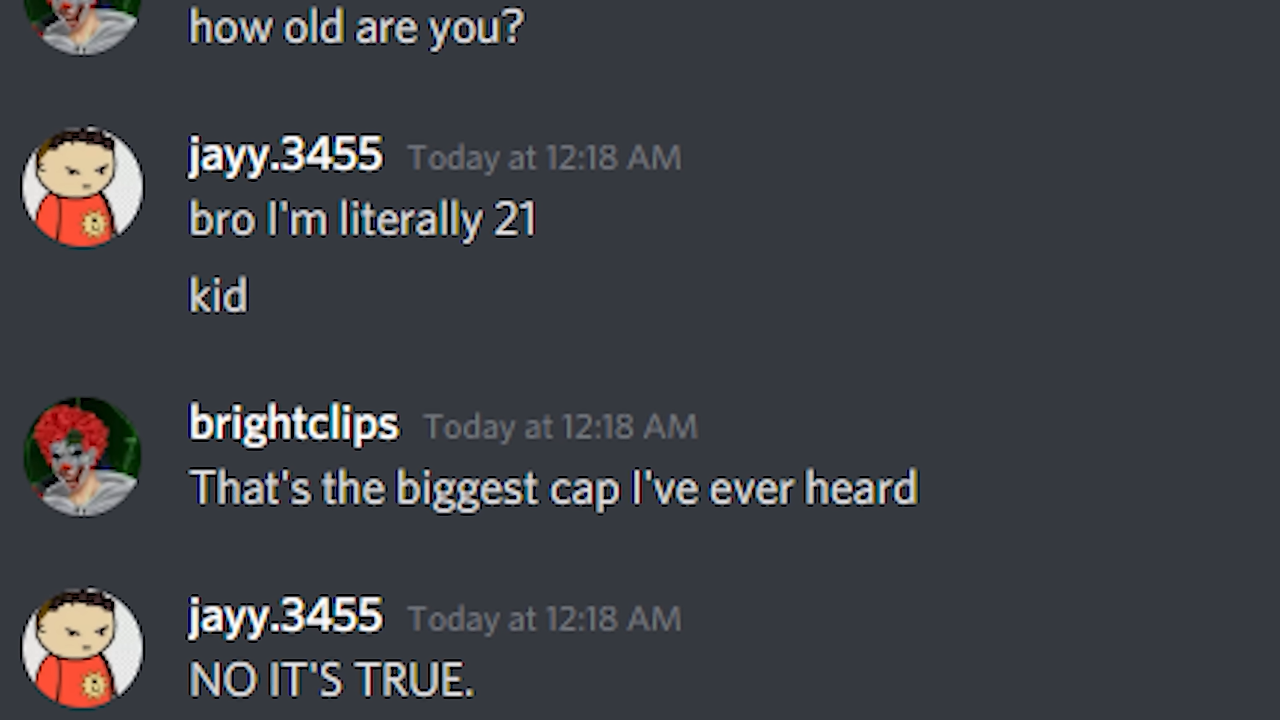 how old are you?
jayy.3455 Today at 12:18 AM
bro I'm literally 21
kid
brightclips Today at 12:18 AM
That's the biggest cap I've ever heard
jayy.3455 Today at 12:18 AM
NO IT'S TRUE.